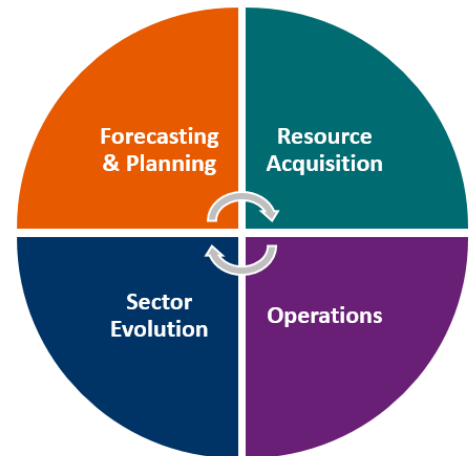 Forecasting
& Planning
Resource
Acquisition
Sector
Evolution
Operations